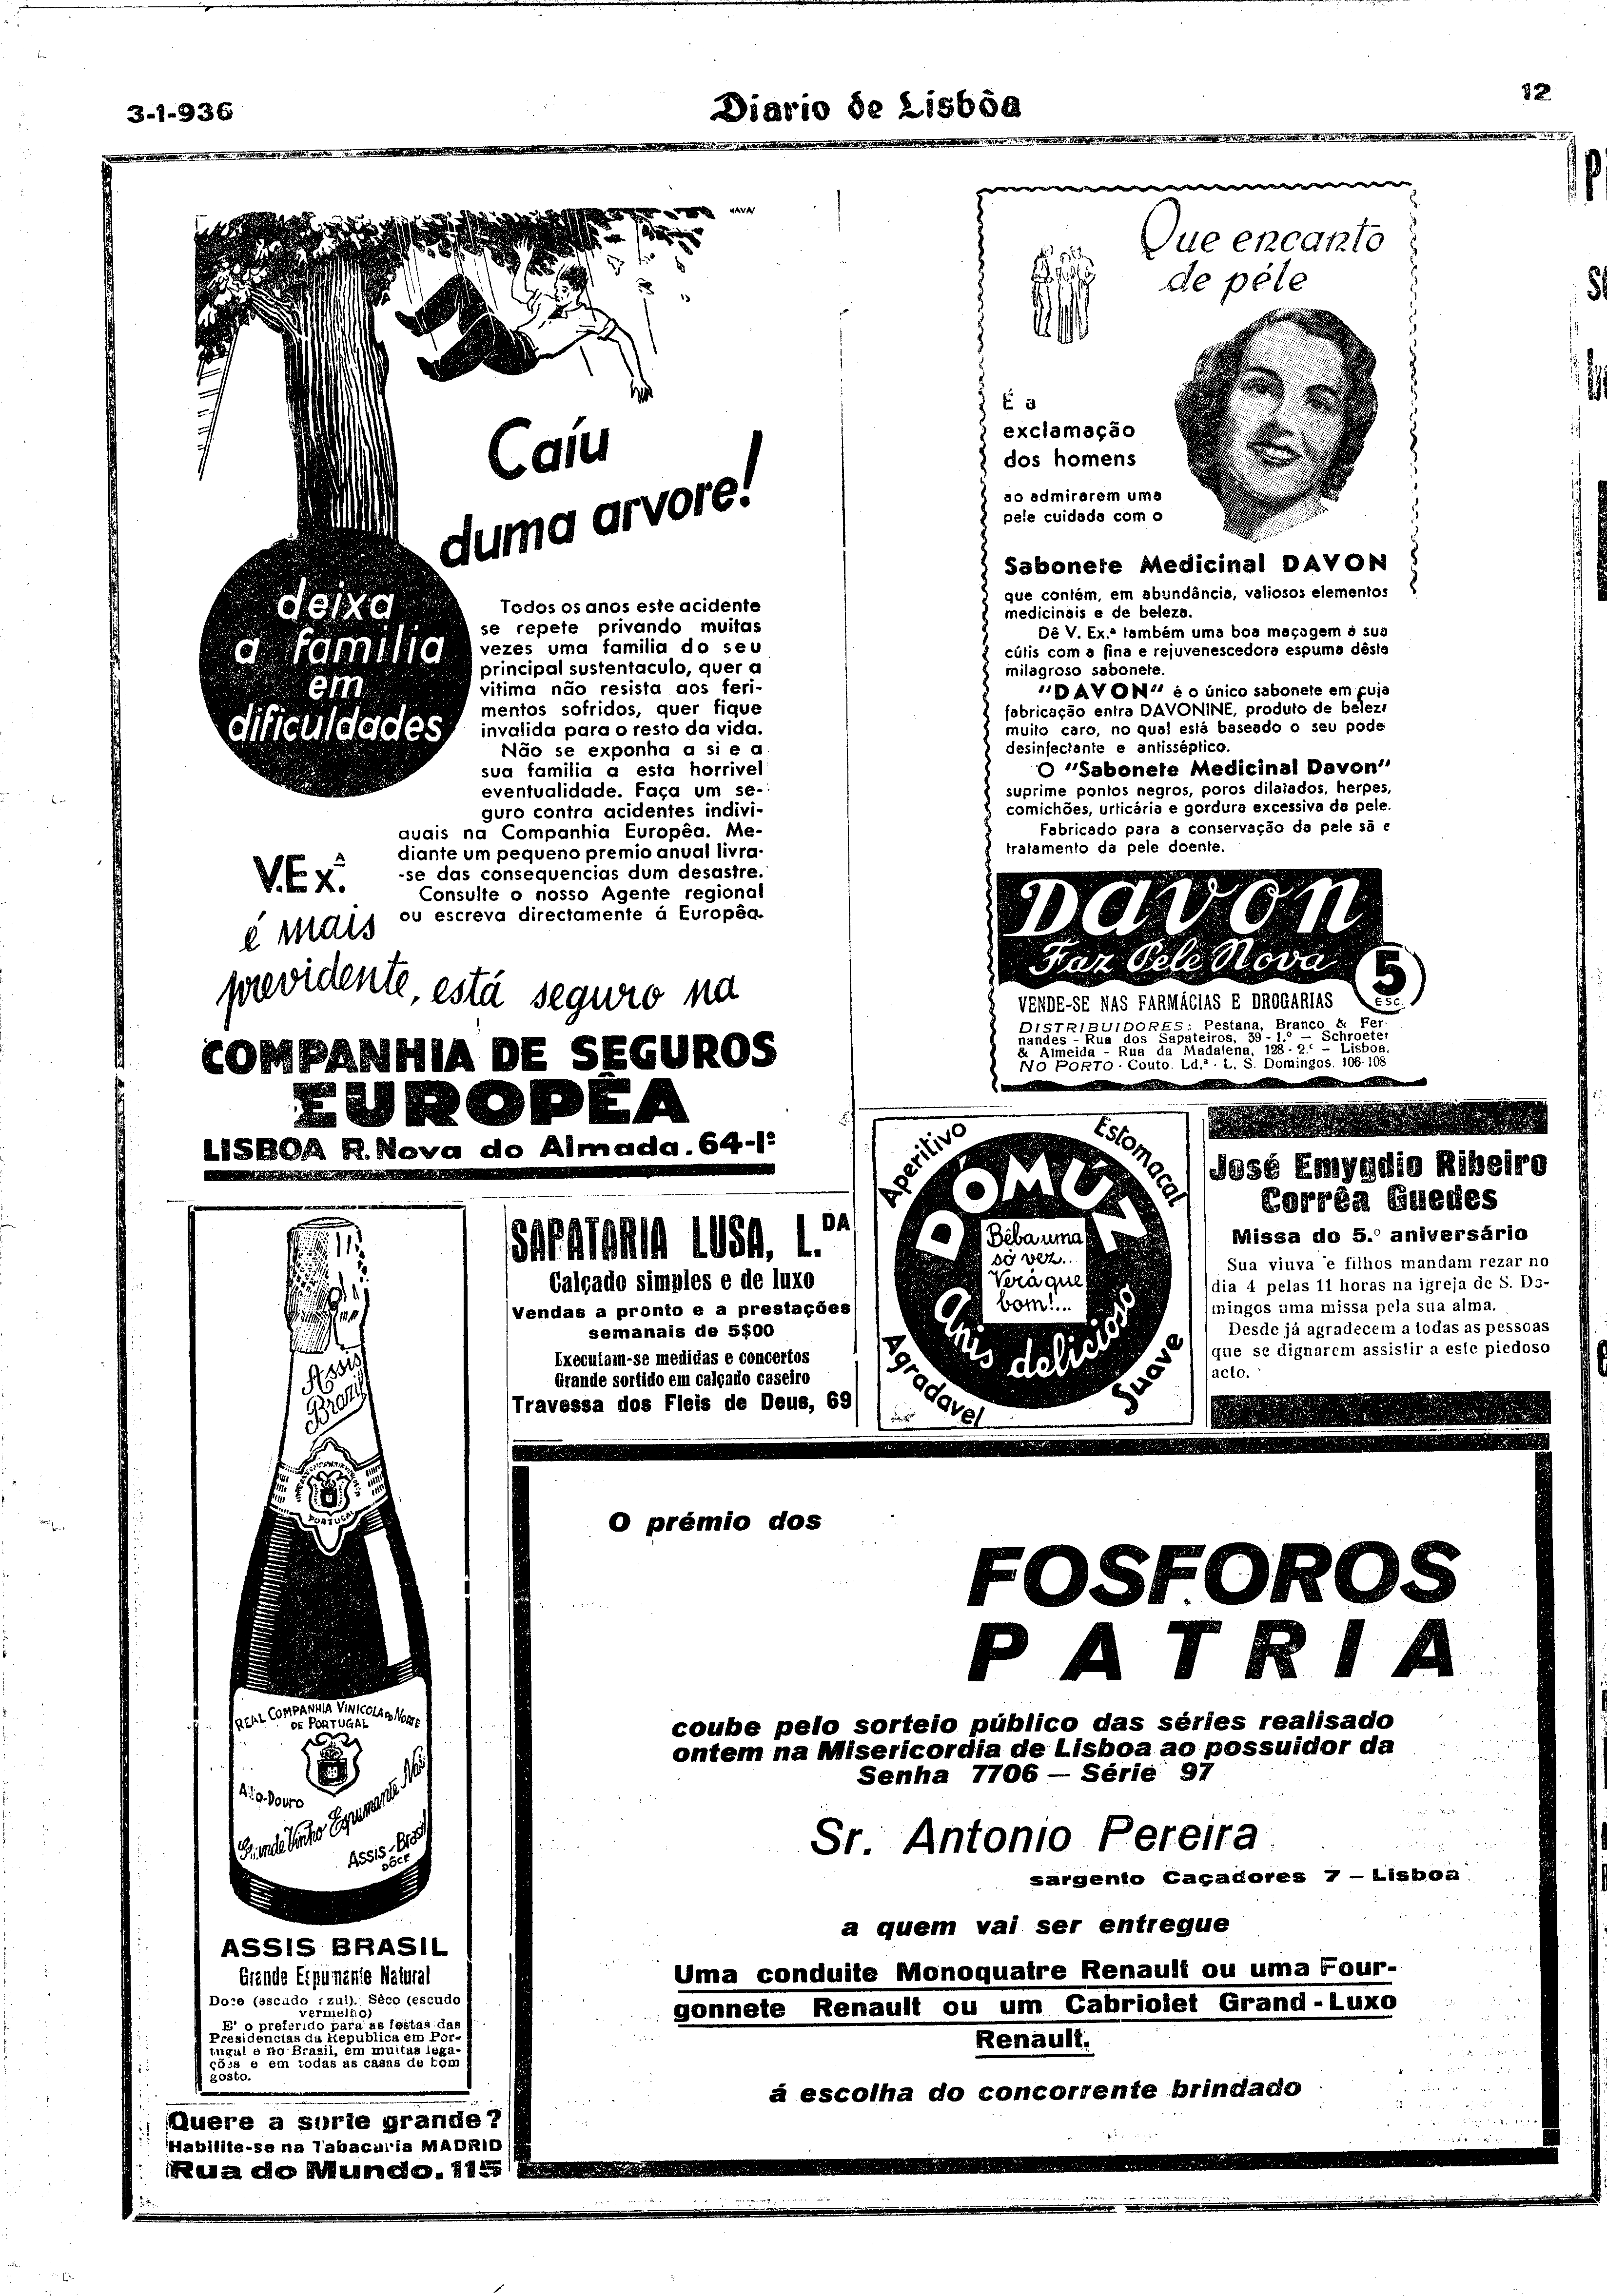 3-1-936
Diario de Lisbôa
12
Caíu
duma arvore!
deixa
a familia
em
dificuldades
Todos os anos este acidente
se repete privando muitas
vezes uma familia do seu
principal sustentaculo, quer a
vitima não resista aos feri-
mentos sofridos, quer fique
invalida para o resto da vida.
Não se exponha a si e a
sua familia a esta horrivel
eventualidade. Faça um se-
guro contra acidentes indivi-
auais na Companhia Européa. Me-
diante um pequeno premio anual livra-
-se das consequencias dum desastre.
Consulte o nosso Agente regional
ou escreva directamente á Européa.
V. Ex.ª
é mais
previdente, está seguro na
COMPANHIA DE SEGUROS
EUROPÊA
LISBOA R. Nova do Almada. 64-1º
Que encanto
de péle
É a
exclamação
dos homens
ao admirarem uma
pele cuidada com o
Sabonete Medicinal DAVON
que contém, em abundância, valiosos elementos
medicinais e de beleza.
Dê V. Ex.ª também uma boa maçagem á sua
cútis com a fina e rejuvenescedora espuma dêste
milagroso sabonete.
"DAVON" é o único sabonete em cuja
fabricação entra DAVONINE, produto de beleza
muito caro, no qual está baseado o seu pode
desinfectante e antisséptico.
O "Sabonete Medicinal Davon"
suprime pontos negros, poros dilatados, herpes,
comichões, urticária e gordura excessiva da pele.
Fabricado para a conservação da pele sã e
tratamento da pele doente.
Davon
Faz Pele Nova
5
ESC.
VENDE-SE NAS FARMÁCIAS E DROGARIAS
DISTRIBUIDORES: Pestana, Branco & Fer-
nandes - Rua dos Sapateiros, 39 - 1.º — Schroeter
& Almeida - Rua da Madalena, 128 - 2.º — Lisboa.
NO PORTO - Couto, Ld.ª - L. S. Domingos, 106-108
SAPATARIA LUSA, L.DA
Calçado simples e de luxo
Vendas a pronto e a prestações
semanais de 5$00
Executam-se medidas e concertos
Grande sortido em calçado caseiro
Travessa dos Fieis de Deus, 69
Aperitivo
Estomacal
DÓMÚZ
Bêba uma
só vez...
Verá que
bom!...
Anis delicioso
Agradavel
Suave
José Emygdio Ribeiro
Corrêa Guedes
Missa do 5.º aniversário
Sua viuva e filhos mandam rezar no
dia 4 pelas 11 horas na igreja de S. Do-
mingos uma missa pela sua alma.
Desde já agradecem a todas as pessoas
que se dignarem assistir a este piedoso
acto.
Assis
Brazil
PORTUGAL
REAL COMPANHIA VINICOLA DO NORTE
DE PORTUGAL
Alto-Douro
Grande Vinho Espumante Natl
ASSIS-Brasil
DÔCE
ASSIS BRASIL
Grande Espumante Natural
Doce (escudo azul). Sêco (escudo
vermelho)
E' o preferido para as festas das
Presidencias da Republica em Por-
tugal e no Brasil, em muitas lega-
ções e em todas as casas de bom
gosto.
Quere a sorte grande?
Habilite-se na Tabacaria MADRID
Rua do Mundo. 115
O prémio dos
FOSFOROS
PATRIA
coube pelo sorteio público das séries realisado
ontem na Misericordia de Lisboa ao possuidor da
Senha 7706 — Série 97
Sr. Antonio Pereira
sargento Caçadores 7 — Lisboa
a quem vai ser entregue
Uma conduite Monoquatre Renault ou uma Four-
gonnete Renault ou um Cabriolet Grand-Luxo
Renault.
á escolha do concorrente brindado